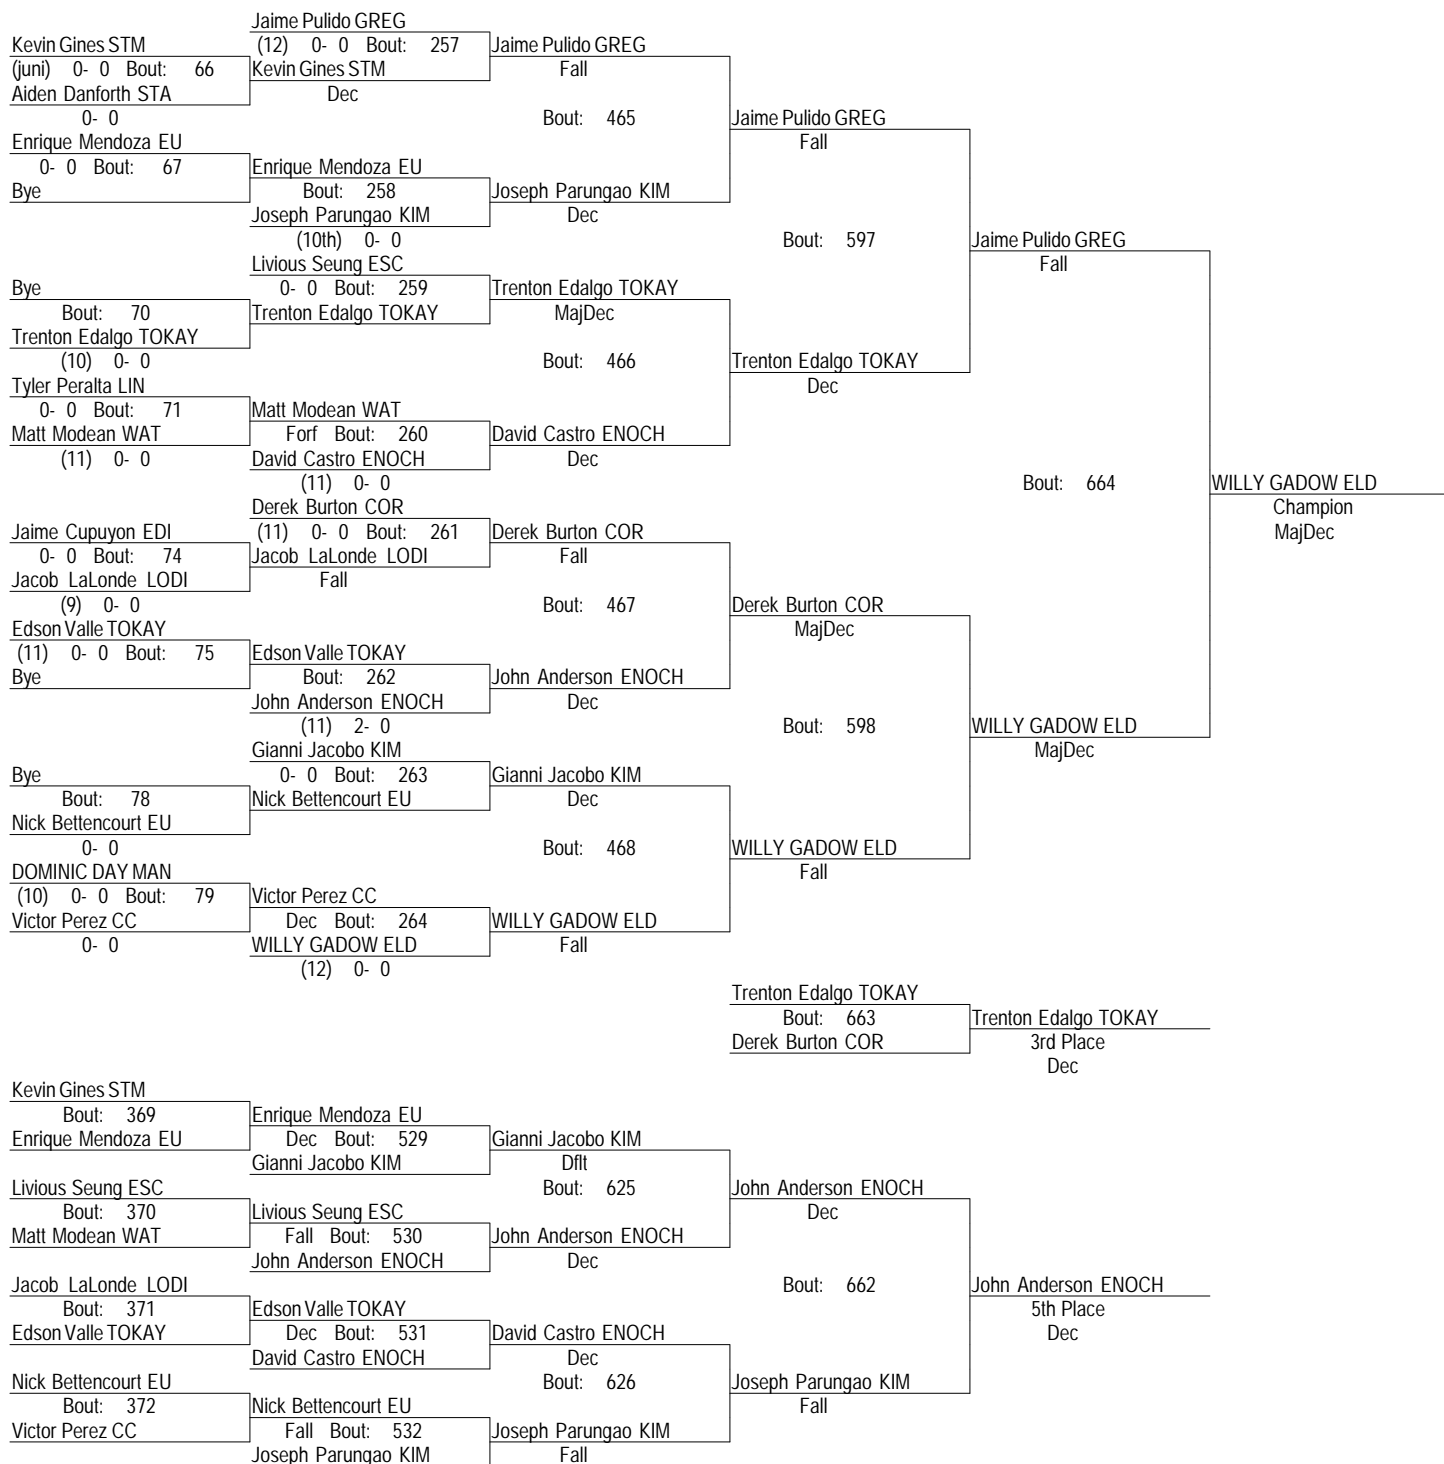 Jaime Pulido GREG
Kevin Gines STM
(12) 0- 0 Bout: 257
Jaime Pulido GREG
(juni) 0- 0 Bout: 66
Kevin Gines STM
Fall
Aiden Danforth STA
Dec
0- 0
Bout: 465
Jaime Pulido GREG
Enrique Mendoza EU
Fall
0- 0 Bout: 67
Enrique Mendoza EU
Bye
Bout: 258
Joseph Parungao KIM
Joseph Parungao KIM
Dec
(10th) 0- 0
Bout: 597
Jaime Pulido GREG
Livious Seung ESC
Fall
Bye
0- 0 Bout: 259
Trenton Edalgo TOKAY
Bout: 70
Trenton Edalgo TOKAY
MajDec
Trenton Edalgo TOKAY
(10) 0- 0
Bout: 466
Trenton Edalgo TOKAY
Tyler Peralta LIN
Dec
0- 0 Bout: 71
Matt Modean WAT
Matt Modean WAT
Forf Bout: 260
David Castro ENOCH
(11) 0- 0
David Castro ENOCH
Dec
(11) 0- 0
Bout: 664
WILLY GADOW ELD
Derek Burton COR
Champion
Jaime Cupuyon EDI
(11) 0- 0 Bout: 261
Derek Burton COR
MajDec
0- 0 Bout: 74
Jacob LaLonde LODI
Fall
Jacob LaLonde LODI
Fall
(9) 0- 0
Bout: 467
Derek Burton COR
Edson Valle TOKAY
MajDec
(11) 0- 0 Bout: 75
Edson Valle TOKAY
Bye
Bout: 262
John Anderson ENOCH
John Anderson ENOCH
Dec
(11) 2- 0
Bout: 598
WILLY GADOW ELD
Gianni Jacobo KIM
MajDec
Bye
0- 0 Bout: 263
Gianni Jacobo KIM
Bout: 78
Nick Bettencourt EU
Dec
Nick Bettencourt EU
0- 0
Bout: 468
WILLY GADOW ELD
DOMINIC DAY MAN
Fall
(10) 0- 0 Bout: 79
Victor Perez CC
Victor Perez CC
Dec Bout: 264
WILLY GADOW ELD
0- 0
WILLY GADOW ELD
Fall
(12) 0- 0
Trenton Edalgo TOKAY
Bout: 663
Trenton Edalgo TOKAY
Derek Burton COR
3rd Place
Dec
Kevin Gines STM
Bout: 369
Enrique Mendoza EU
Enrique Mendoza EU
Dec Bout: 529
Gianni Jacobo KIM
Gianni Jacobo KIM
Dflt
Livious Seung ESC
Bout: 625
John Anderson ENOCH
Bout: 370
Livious Seung ESC
Dec
Matt Modean WAT
Fall Bout: 530
John Anderson ENOCH
John Anderson ENOCH
Dec
Jacob LaLonde LODI
Bout: 662
John Anderson ENOCH
Bout: 371
Edson Valle TOKAY
5th Place
Edson Valle TOKAY
Dec Bout: 531
David Castro ENOCH
Dec
David Castro ENOCH
Dec
Nick Bettencourt EU
Bout: 626
Joseph Parungao KIM
Bout: 372
Nick Bettencourt EU
Fall
Victor Perez CC
Fall Bout: 532
Joseph Parungao KIM
Joseph Parungao KIM
Fall